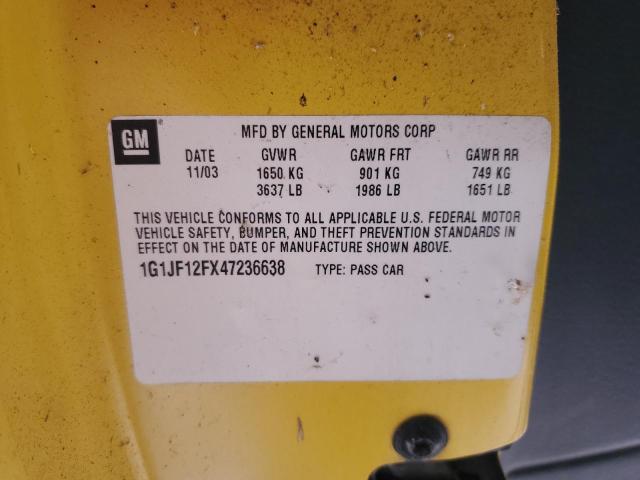 GM
MFD BY GENERAL MOTORS CORP
DATE GVWR GAWR FRT GAWR RR
11/03 1650 KG 901 KG 749 KG
3637 LB 1986 LB 1651 LB
THIS VEHICLE CONFORMS TO ALL APPLICABLE U.S. FEDERAL MOTOR
VEHICLE SAFETY, BUMPER, AND THEFT PREVENTION STANDARDS IN
EFFECT ON THE DATE OF MANUFACTURE SHOWN ABOVE.
1G1JF12FX47236638 TYPE: PASS CAR